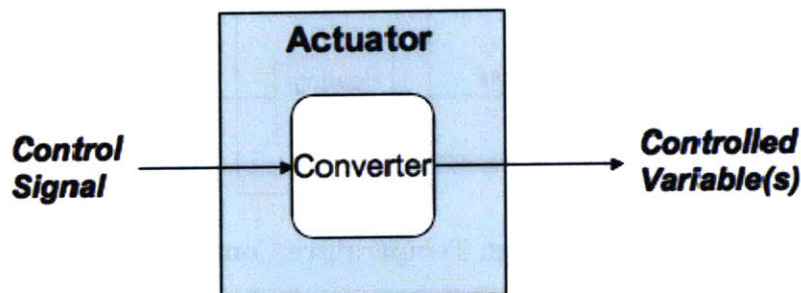 Actuator
Control
Signal
Converter
Controlled
Variable(s)